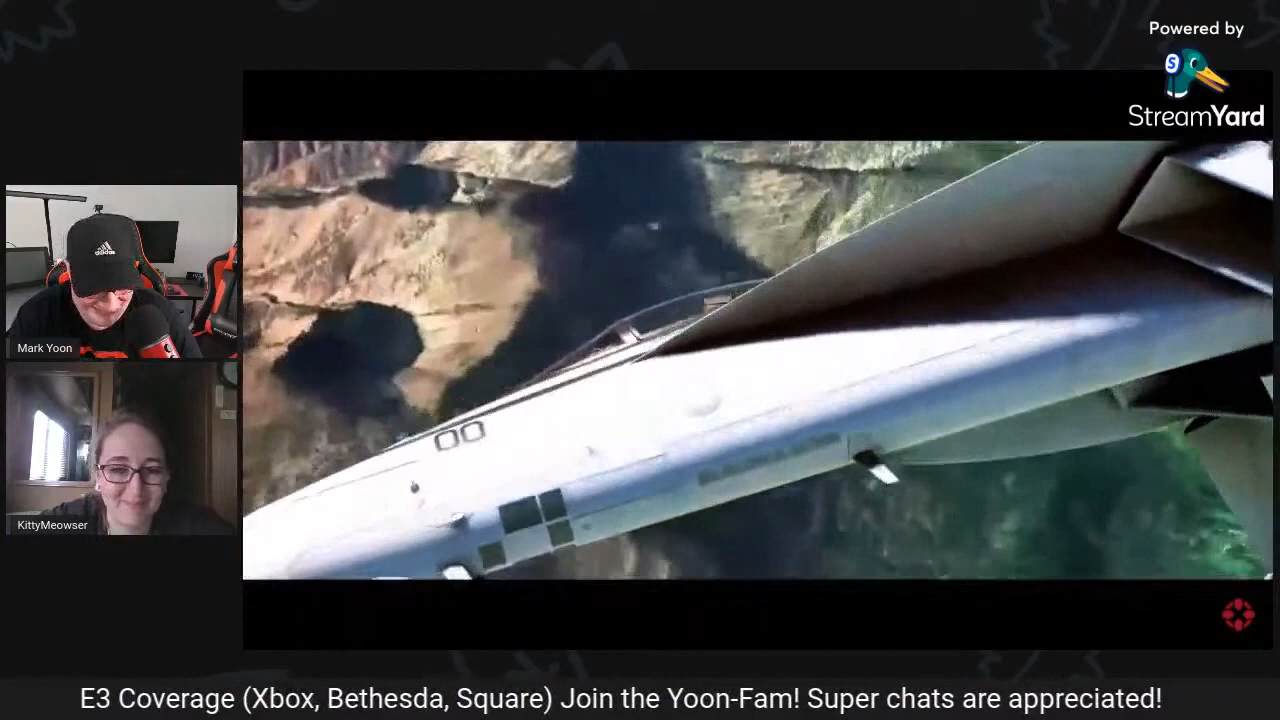 Powered by
S
StreamYard
adidas
Mark Yoon
00
KittyMeowser
E3 Coverage (Xbox, Bethesda, Square) Join the Yoon-Fam! Super chats are appreciated!